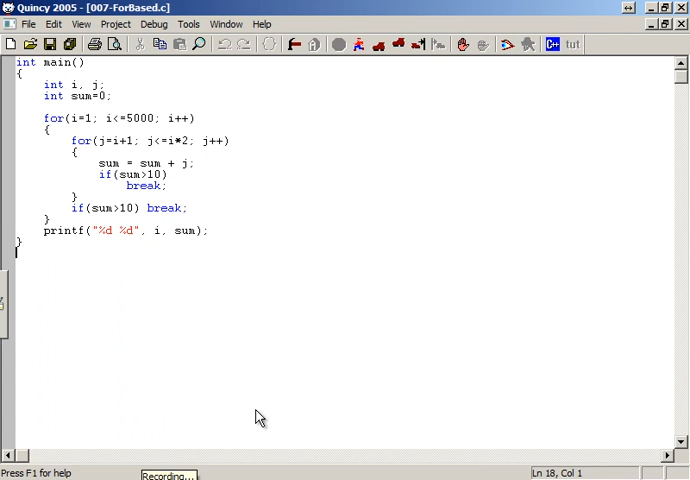 Quincy 2005 - [007-ForBased.c]
File Edit View Project Debug Tools Window Help
C++ tut
int main()
{
int i, j;
int sum=0;
for(i=1; i<=5000; i++)
{
for(j=i+1; j<=i*2; j++)
{
sum = sum + j;
if(sum>10)
break;
}
if(sum>10) break;
}
printf("%d %d", i, sum);
}
Press F1 for help
Recording...
Ln 18, Col 1